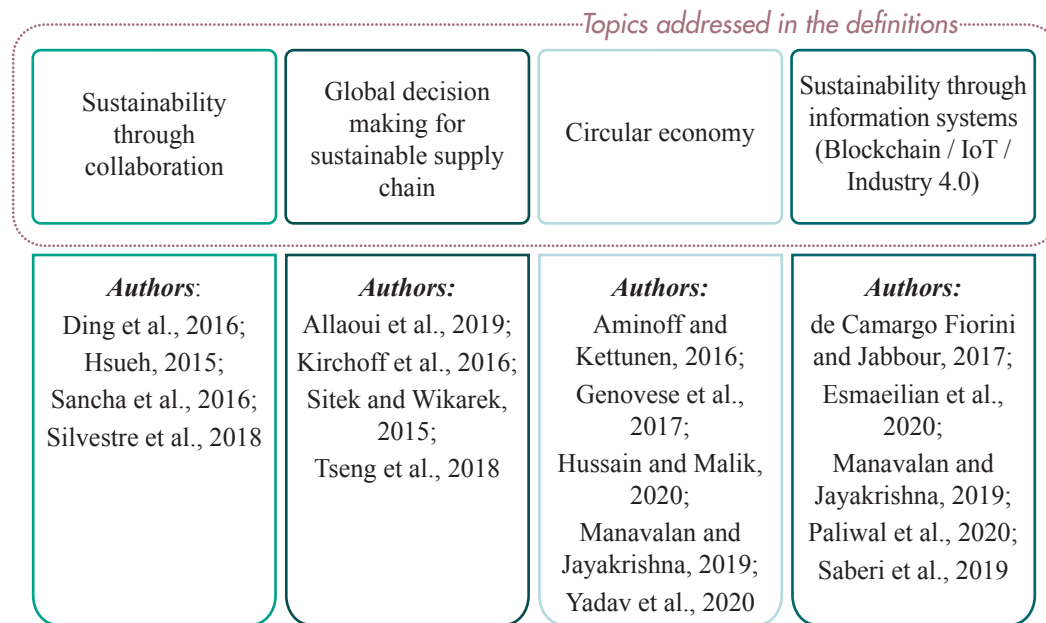 Topics addressed in the definitions
Sustainability
through
collaboration
Global decision
making for
sustainable supply
chain
Circular economy
Sustainability through
information systems
(Blockchain / IoT /
Industry 4.0)
Authors:
Ding et al., 2016;
Hsueh, 2015;
Sancha et al., 2016;
Silvestre et al., 2018
Authors:
Allaoui et al., 2019;
Kirchoff et al., 2016;
Sitek and Wikarek,
2015;
Tseng et al., 2018
Authors:
Aminoff and
Kettunen, 2016;
Genovese et al.,
2017;
Hussain and Malik,
2020;
Manavalan and
Jayakrishna, 2019;
Yadav et al., 2020
Authors:
de Camargo Fiorini
and Jabbour, 2017;
Esmaeilian et al.,
2020;
Manavalan and
Jayakrishna, 2019;
Paliwal et al., 2020;
Saberi et al., 2019